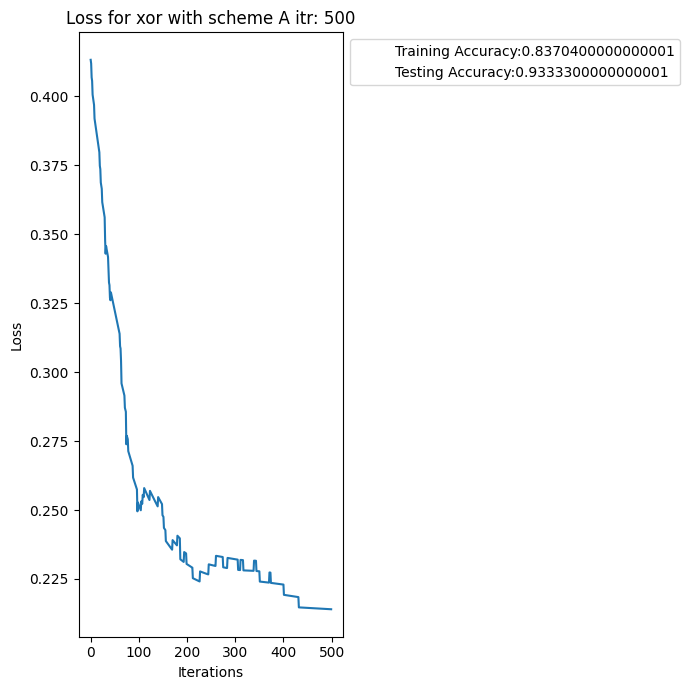 Loss for xor with scheme A itr: 500
Training Accuracy:0.8370400000000001
Testing Accuracy:0.9333300000000001
0.400
0.375
0.350
0.325
0.300
0.275
0.250
0.225
Loss
0 100 200 300 400 500
Iterations